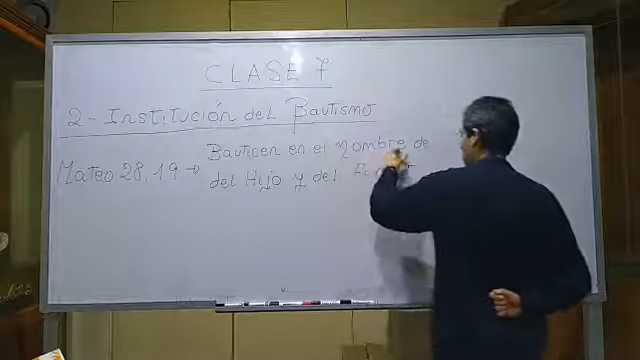 CLASE 7
2- Institución del Bautismo
Mateo 28, 19 → Bauticen en el Nombre de
del Hijo y del